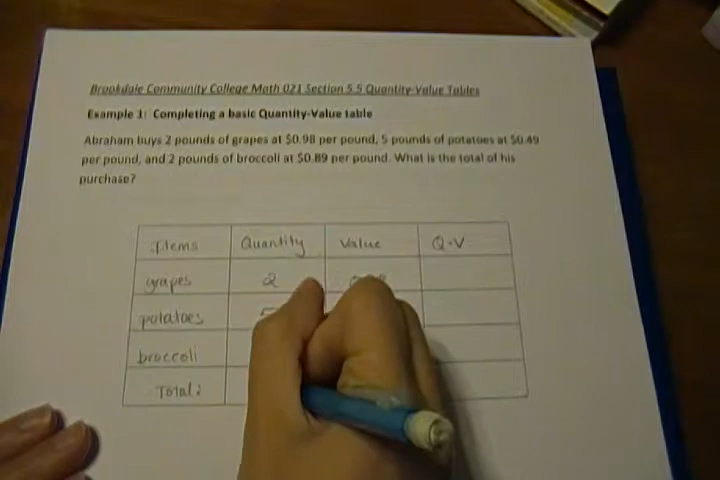 Brookdale Community College Math 021 Section 5.5 Quantity-Value Tables
Example 1: Completing a basic Quantity-Value table
Abraham buys 2 pounds of grapes at $0.98 per pound, 5 pounds of potatoes at $0.49
per pound, and 2 pounds of broccoli at $0.89 per pound. What is the total of his
purchase?
Items Quantity Value Q·V
grapes 2
potatoes
broccoli
Total: